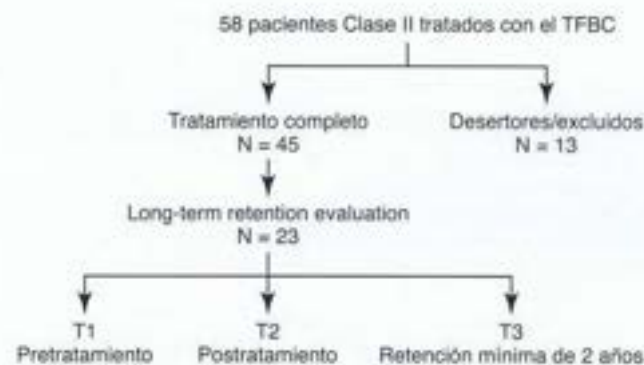 58 pacientes Clase II tratados con el TFBC
Tratamiento completo
N = 45
Desertores/excluidos
N = 13
Long-term retention evaluation
N = 23
T1
Pretratamiento
T2
Postratamiento
T3
Retención mínima de 2 años